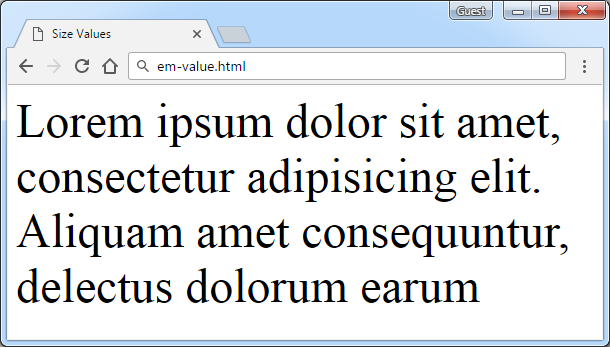 Guest
Size Values
em-value.html
Lorem ipsum dolor sit amet,
consectetur adipisicing elit.
Aliquam amet consequuntur,
delectus dolorum earum